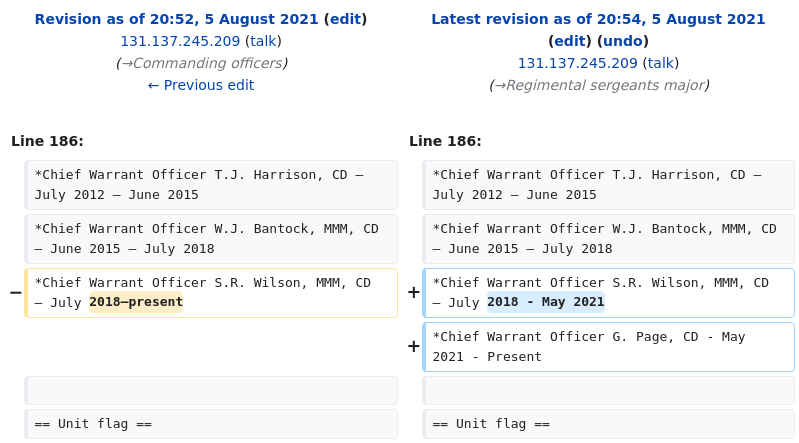 Revision as of 20:52, 5 August 2021 (edit)
131.137.245.209 (talk)
(→Commanding officers)
← Previous edit
Latest revision as of 20:54, 5 August 2021
(edit) (undo)
131.137.245.209 (talk)
(→Regimental sergeants major)
Line 186:
*Chief Warrant Officer T.J. Harrison, CD –
July 2012 – June 2015
*Chief Warrant Officer W.J. Bantock, MMM, CD
– June 2015 – July 2018
− *Chief Warrant Officer S.R. Wilson, MMM, CD
– July 2018–present
== Unit flag ==
Line 186:
*Chief Warrant Officer T.J. Harrison, CD –
July 2012 – June 2015
*Chief Warrant Officer W.J. Bantock, MMM, CD
– June 2015 – July 2018
+ *Chief Warrant Officer S.R. Wilson, MMM, CD
– July 2018 - May 2021
+ *Chief Warrant Officer G. Page, CD - May
2021 - Present
== Unit flag ==